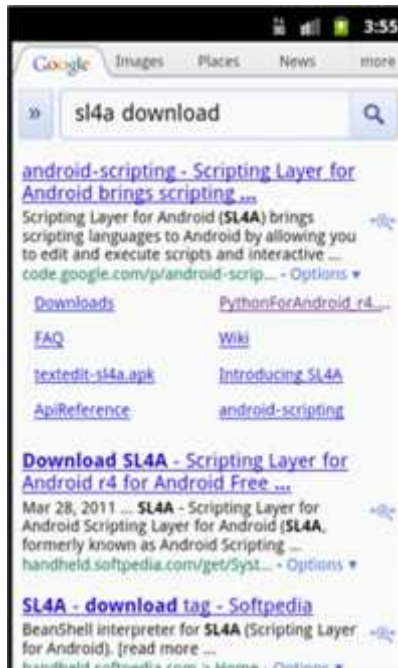 3:55
Google Images Places News more
» sl4a download
android-scripting - Scripting Layer for
Android brings scripting ...
Scripting Layer for Android (SL4A) brings
scripting languages to Android by allowing you
to edit and execute scripts and interactive ...
code.google.com/p/android-scrip... - Options ▼
Downloads PythonForAndroid_r4....
FAQ Wiki
textedit-sl4a.apk Introducing SL4A
ApiReference android-scripting
Download SL4A - Scripting Layer for
Android r4 for Android Free ...
Mar 28, 2011 ... SL4A - Scripting Layer for
Android Scripting Layer for Android (SL4A,
formerly known as Android Scripting ...
handheld.softpedia.com/get/Syst... - Options ▼
SL4A - download tag - Softpedia
BeanShell interpreter for SL4A (Scripting Layer
for Android). [read more ...
handheld.softpedia.com > Home - Options ▼